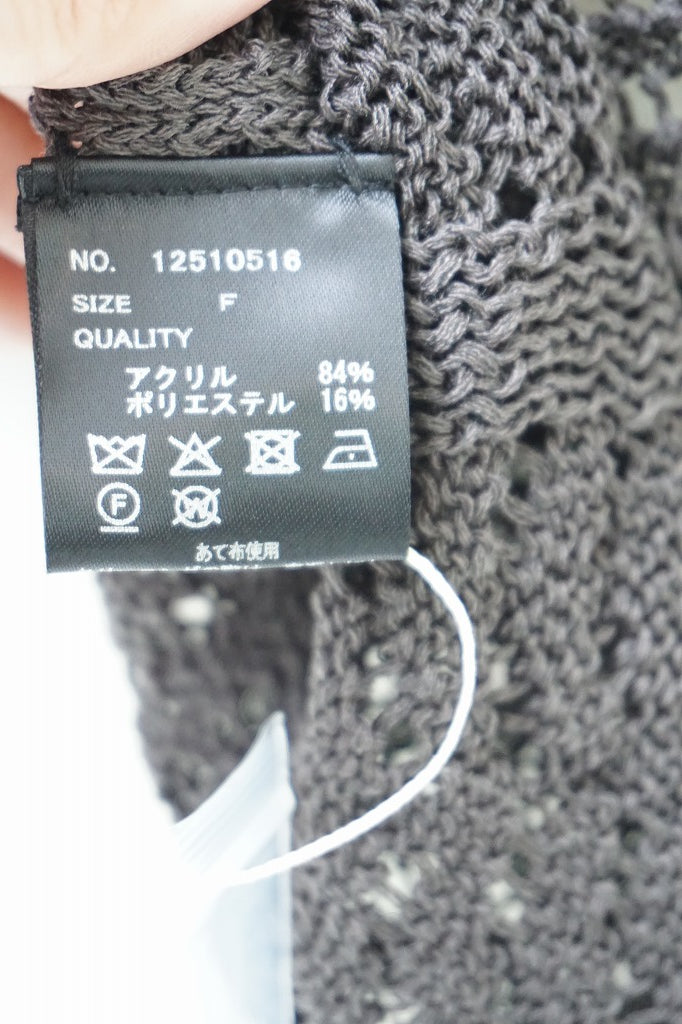 NO. 12510516
SIZE F
QUALITY
アクリル 84%
ポリエステル 16%
F W
あて布使用